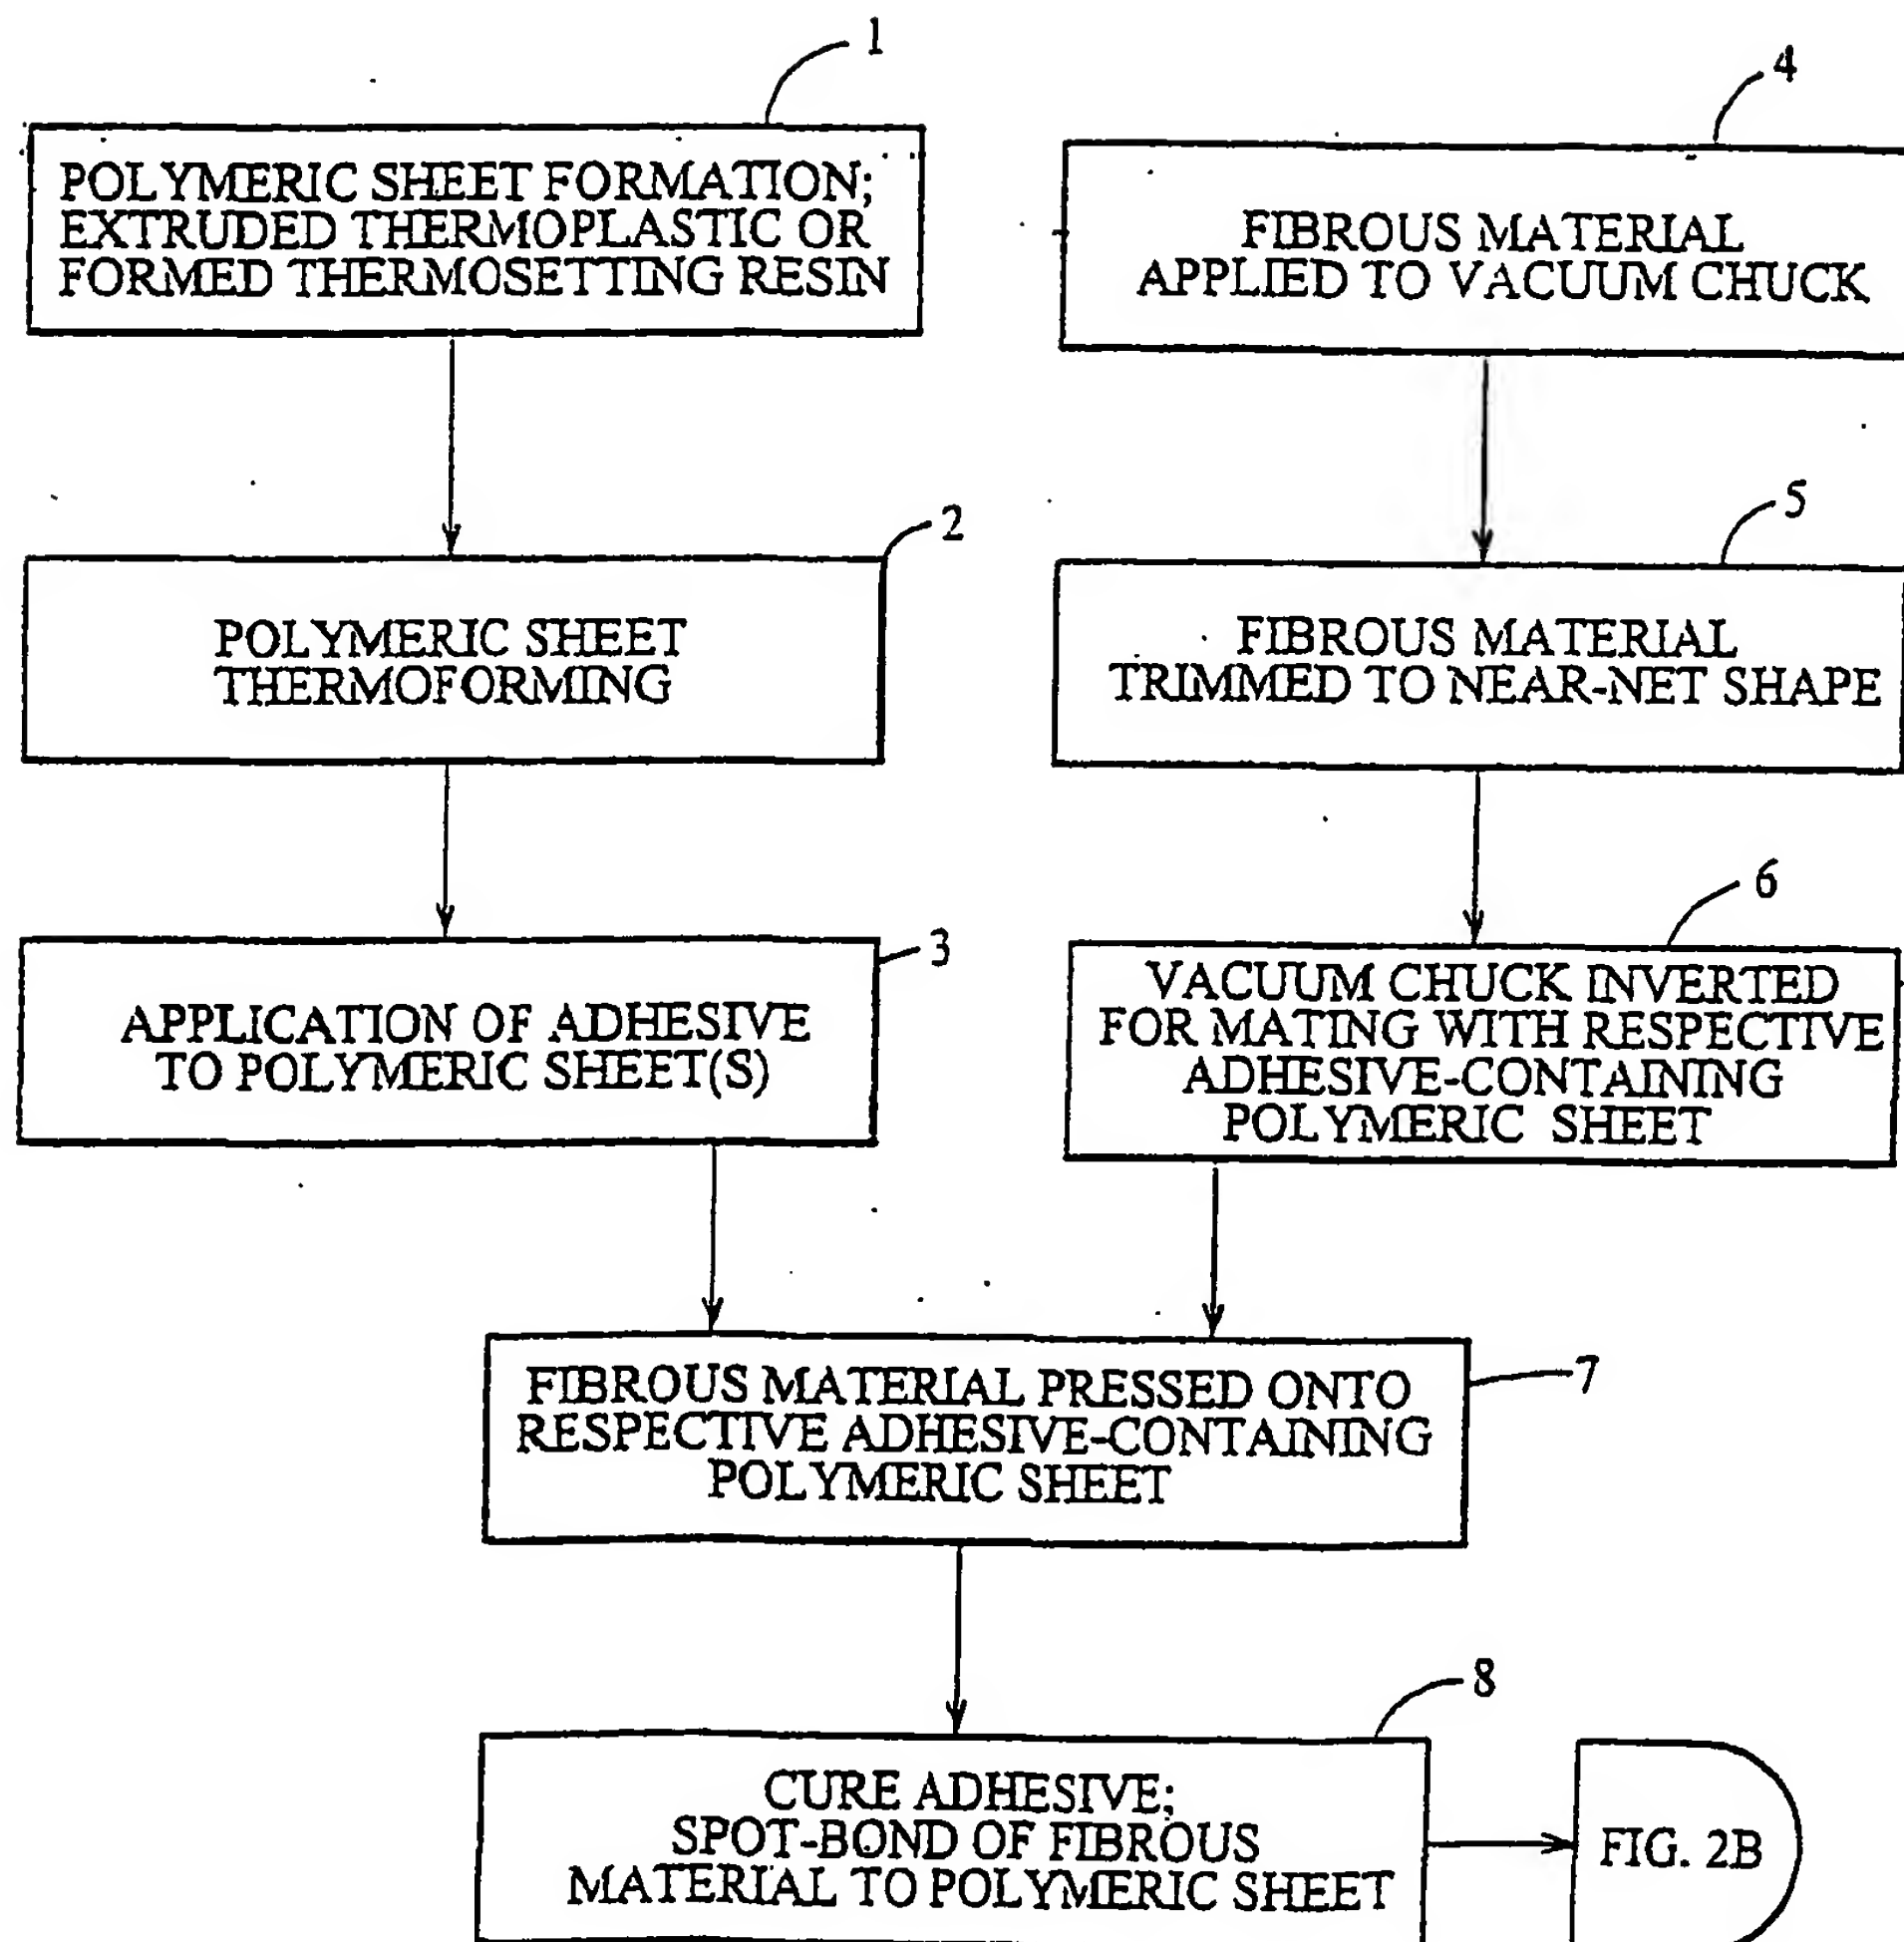 1
POLYMERIC SHEET FORMATION;
EXTRUDED THERMOPLASTIC OR
FORMED THERMOSETTING RESIN
2
POLYMERIC SHEET
THERMOFORMING
3
APPLICATION OF ADHESIVE
TO POLYMERIC SHEET(S)
4
FIBROUS MATERIAL
APPLIED TO VACUUM CHUCK
5
FIBROUS MATERIAL
TRIMMED TO NEAR-NET SHAPE
6
VACUUM CHUCK INVERTED
FOR MATING WITH RESPECTIVE
ADHESIVE-CONTAINING
POLYMERIC SHEET
7
FIBROUS MATERIAL PRESSED ONTO
RESPECTIVE ADHESIVE-CONTAINING
POLYMERIC SHEET
8
CURE ADHESIVE;
SPOT-BOND OF FIBROUS
MATERIAL TO POLYMERIC SHEET
FIG. 2B